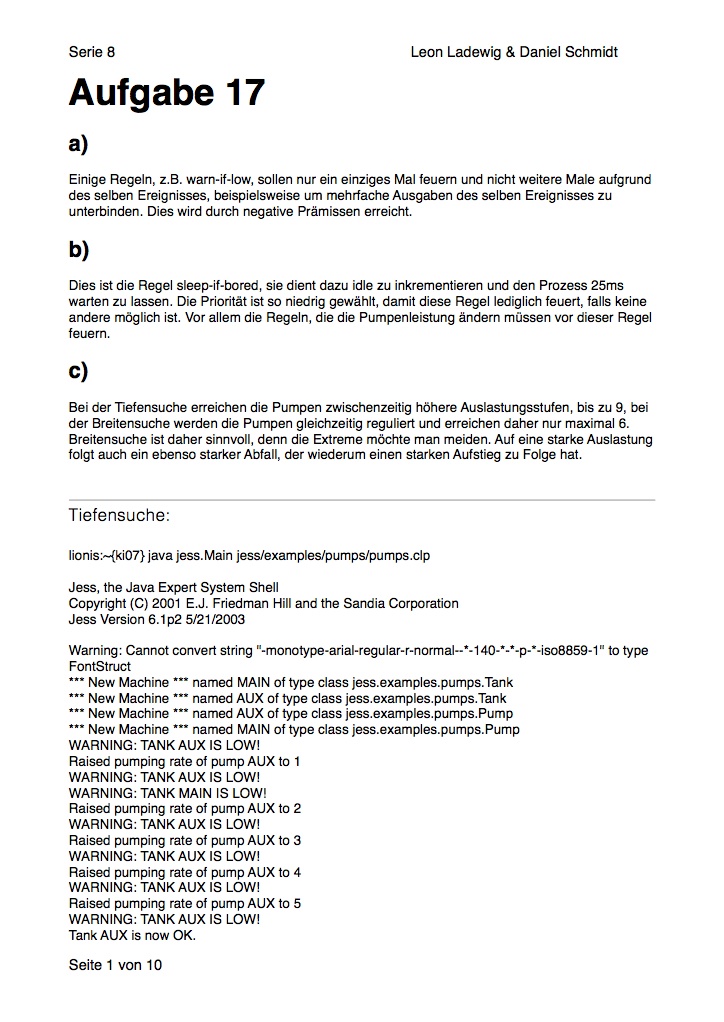 Serie 8 Leon Ladewig & Daniel Schmidt
Aufgabe 17
a)
Einige Regeln, z.B. warn-if-low, sollen nur ein einziges Mal feuern und nicht weitere Male aufgrund
des selben Ereignisses, beispielsweise um mehrfache Ausgaben des selben Ereignisses zu
unterbinden. Dies wird durch negative Prämissen erreicht.
b)
Dies ist die Regel sleep-if-bored, sie dient dazu idle zu inkrementieren und den Prozess 25ms
warten zu lassen. Die Priorität ist so niedrig gewählt, damit diese Regel lediglich feuert, falls keine
andere möglich ist. Vor allem die Regeln, die die Pumpenleistung ändern müssen vor dieser Regel
feuern.
c)
Bei der Tiefensuche erreichen die Pumpen zwischenzeitig höhere Auslastungsstufen, bis zu 9, bei
der Breitensuche werden die Pumpen gleichzeitig reguliert und erreichen daher nur maximal 6.
Breitensuche ist daher sinnvoll, denn die Extreme möchte man meiden. Auf eine starke Auslastung
folgt auch ein ebenso starker Abfall, der wiederum einen starken Aufstieg zu Folge hat.
Tiefensuche:
lionis:~{ki07} java jess.Main jess/examples/pumps/pumps.clp
Jess, the Java Expert System Shell
Copyright (C) 2001 E.J. Friedman Hill and the Sandia Corporation
Jess Version 6.1p2 5/21/2003
Warning: Cannot convert string "-monotype-arial-regular-r-normal--*-140-*-*-p-*-iso8859-1" to type
FontStruct
*** New Machine *** named MAIN of type class jess.examples.pumps.Tank
*** New Machine *** named AUX of type class jess.examples.pumps.Tank
*** New Machine *** named AUX of type class jess.examples.pumps.Pump
*** New Machine *** named MAIN of type class jess.examples.pumps.Pump
WARNING: TANK AUX IS LOW!
Raised pumping rate of pump AUX to 1
WARNING: TANK AUX IS LOW!
WARNING: TANK MAIN IS LOW!
Raised pumping rate of pump AUX to 2
WARNING: TANK AUX IS LOW!
Raised pumping rate of pump AUX to 3
WARNING: TANK AUX IS LOW!
Raised pumping rate of pump AUX to 4
WARNING: TANK AUX IS LOW!
Raised pumping rate of pump AUX to 5
WARNING: TANK AUX IS LOW!
Tank AUX is now OK.
Seite 1 von 10